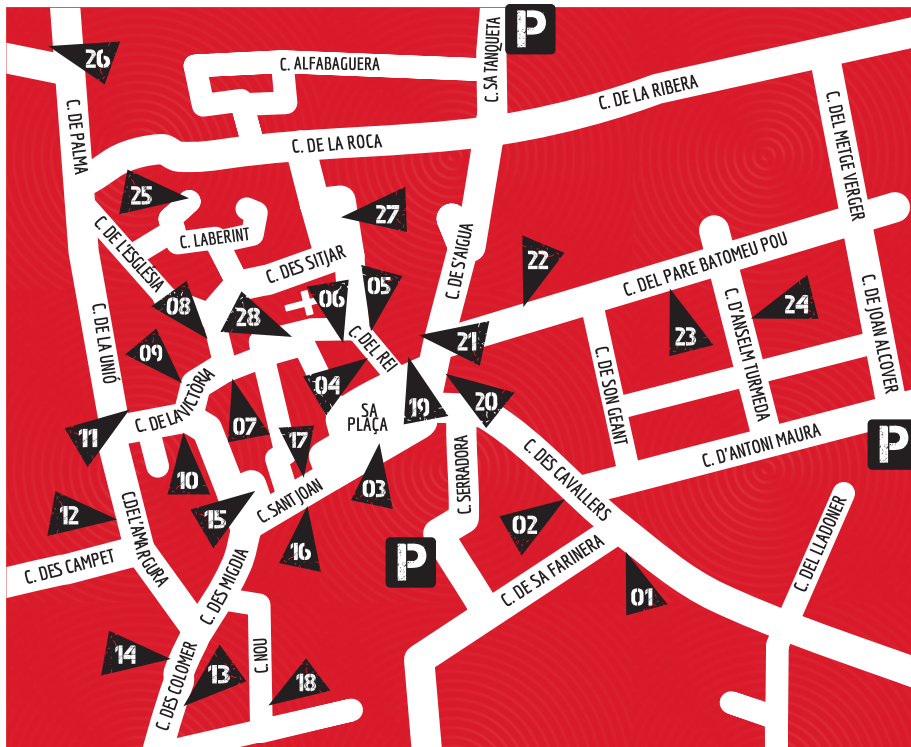 P
26
C. ALFABAGUERA
C. SA TANQUETA
C. DE LA RIBERA
C. DE PALMA
C. DE LA ROCA
C. DEL METGE VERGER
25
27
C. LABERINT
C. DE L'ESGLÉSIA
C. DES SITJAR
C. DE S'AIGUA
22
C. DEL PARE BATOMEU POU
08
28
06
05
C. DE LA UNIÓ
09
C. DEL REI
21
23
C. D'ANSELM TURMEDA
24
C. DE JOAN ALCOVER
C. DE SON GEANT
04
C. DE LA VICTÒRIA
07
SA
PLAÇA
19
20
11
17
10
03
C. SERRADORA
C. DES CAVALLERS
C. D'ANTONI MAURA
P
12
15
C. SANT JOAN
16
02
C. DES CAMPET
C DE L'AMARGURA
C. DES MIGDIA
P
C. DE SA FARINERA
01
C. DEL LLADONER
14
13
C. DES COLOMER
C. NOU
18